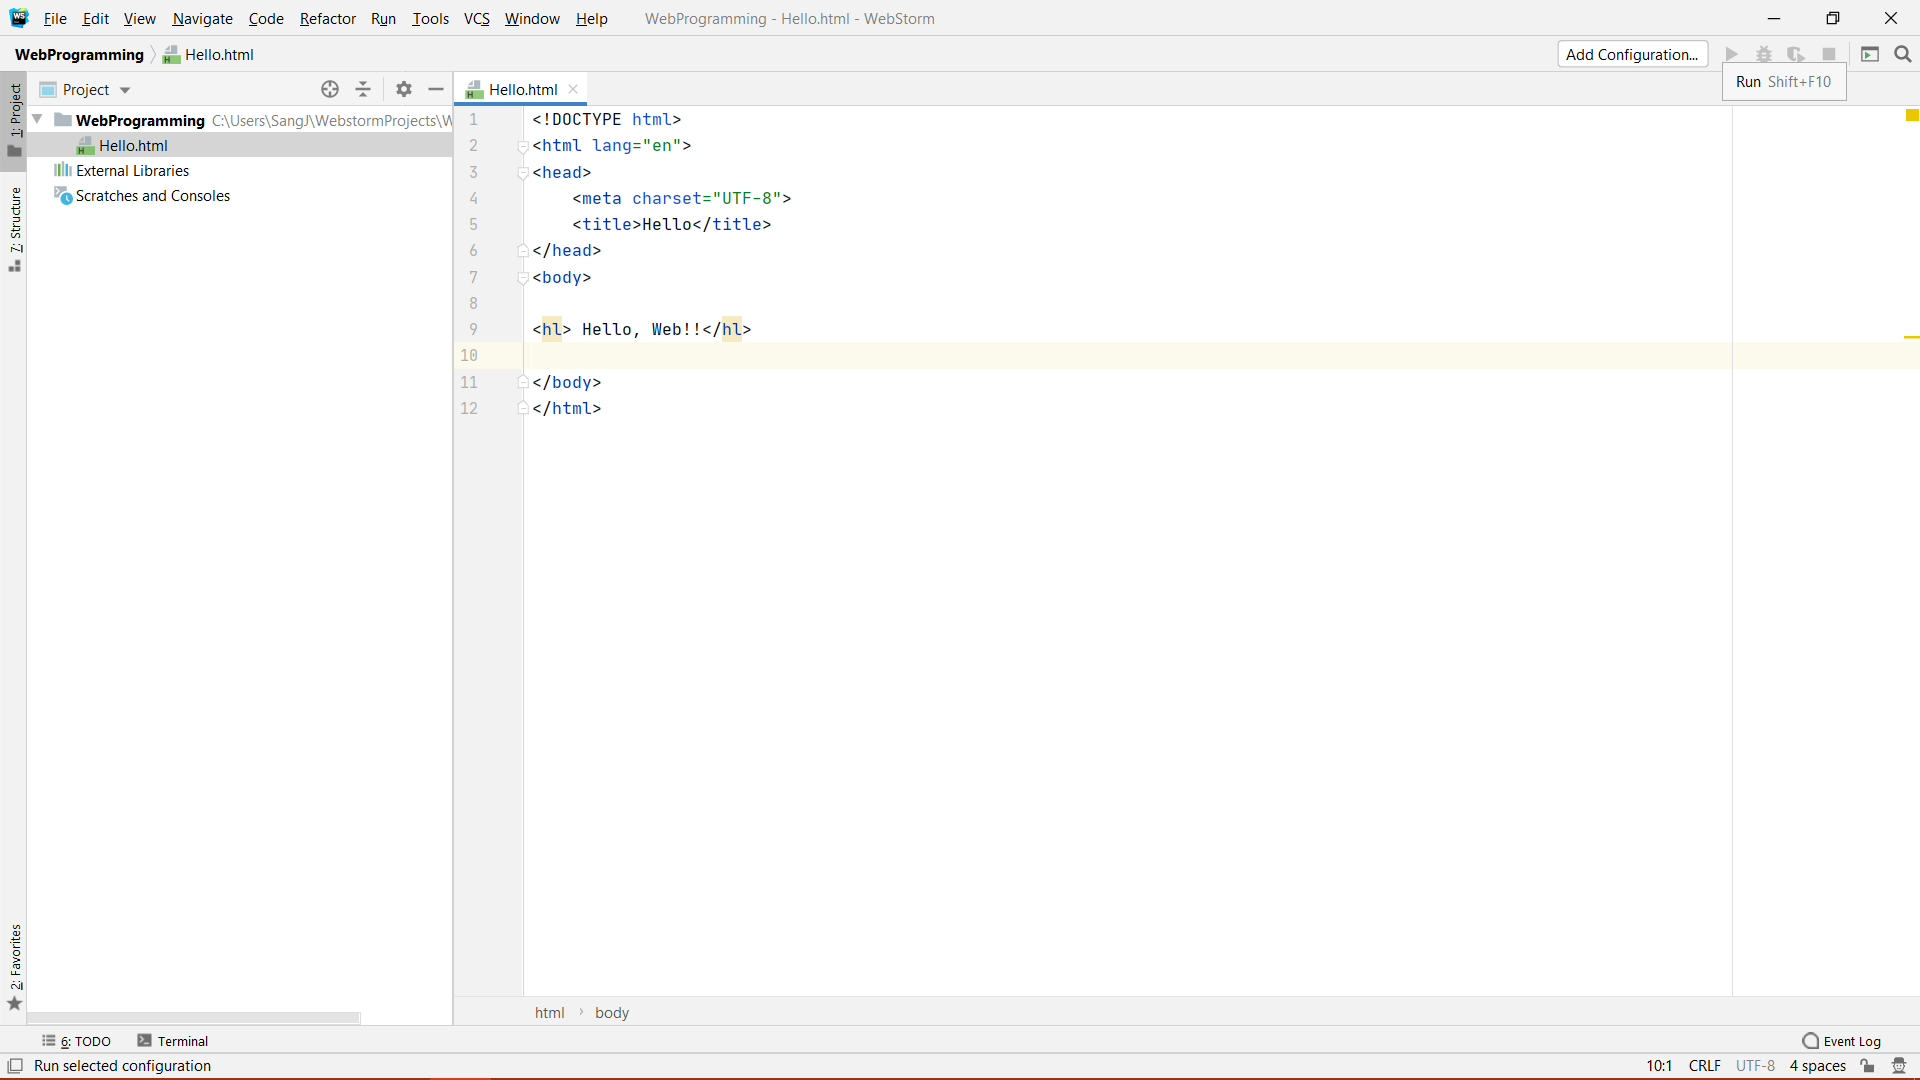 File Edit View Navigate Code Refactor Run Tools VCS Window Help WebProgramming - Hello.html - WebStorm
WebProgramming Hello.html Add Configuration...
Run Shift+F10
1: Project
7: Structure
2: Favorites
Project
WebProgramming C:\Users\SangJ\WebstormProjects\W
Hello.html
External Libraries
Scratches and Consoles
Hello.html
1 <!DOCTYPE html>
2 <html lang="en">
3 <head>
4 <meta charset="UTF-8">
5 <title>Hello</title>
6 </head>
7 <body>
8
9 <hl> Hello, Web!!</hl>
10
11 </body>
12 </html>
html › body
6: TODO Terminal Event Log
Run selected configuration 10:1 CRLF UTF-8 4 spaces